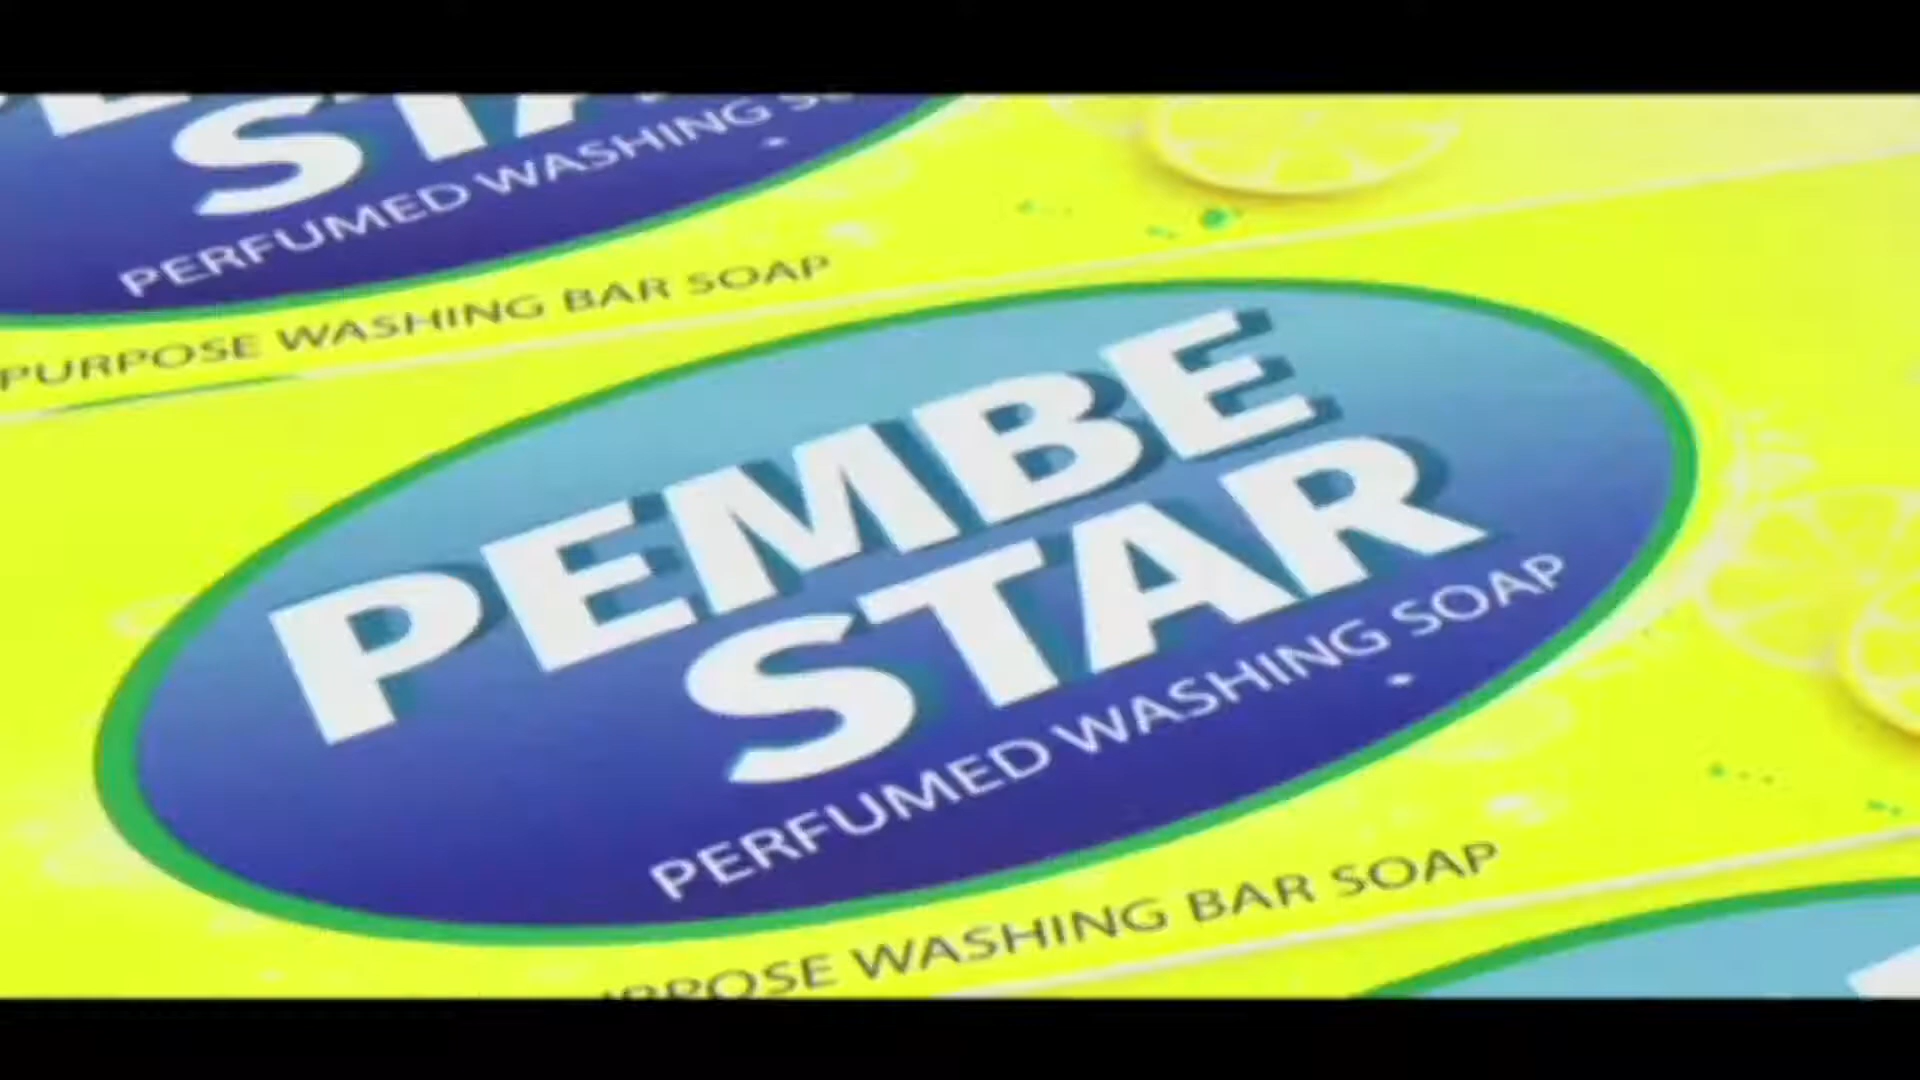 PERFUMED WASHING
PURPOSE WASHING BAR SOAP
PEMBE
STAR
PERFUMED WASHING SOAP
WASHING BAR SOAP